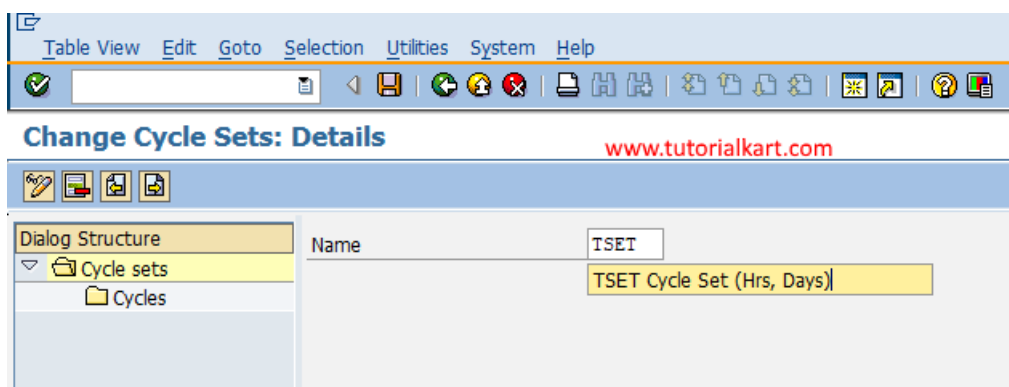 Table View Edit Goto Selection Utilities System Help
Change Cycle Sets: Details
www.tutorialkart.com
Dialog Structure
Cycle sets
Cycles
Name TSET
TSET Cycle Set (Hrs, Days)